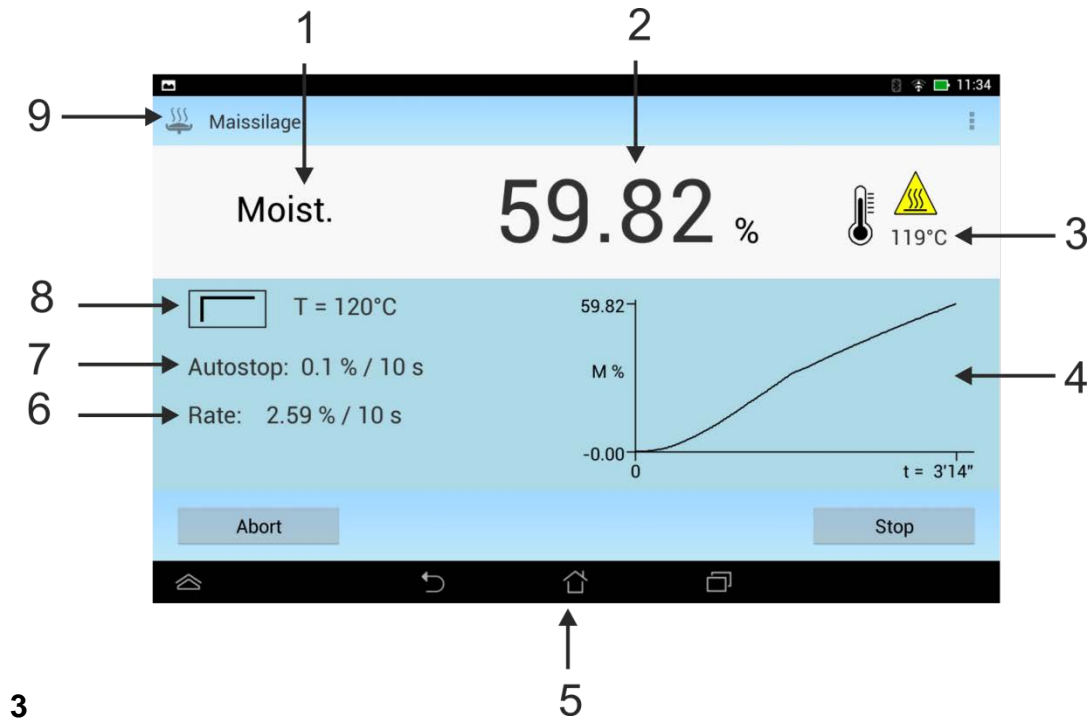 1 2
11:34
9 Maissilage
Moist. 59.82 %
119°C 3
8 T = 120°C
59.82
7 Autostop: 0.1 % / 10 s
M % 4
6 Rate: 2.59 % / 10 s
-0.00
0 t = 3'14"
Abort Stop
5
3